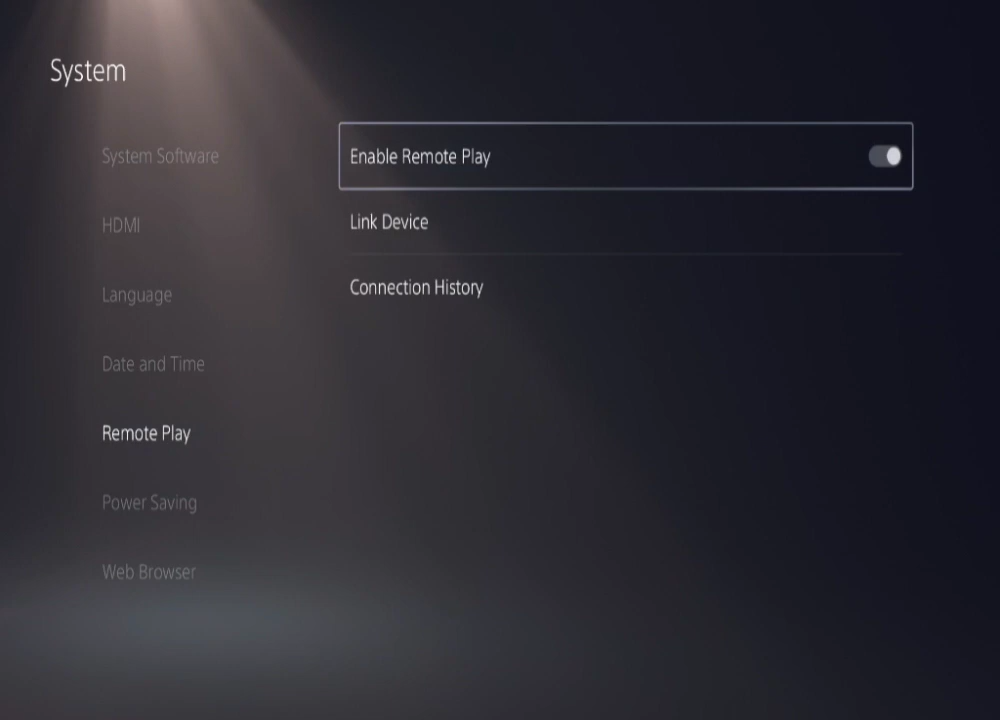 System
System Software
HDMI
Language
Date and Time
Remote Play
Power Saving
Web Browser
Enable Remote Play
Link Device
Connection History